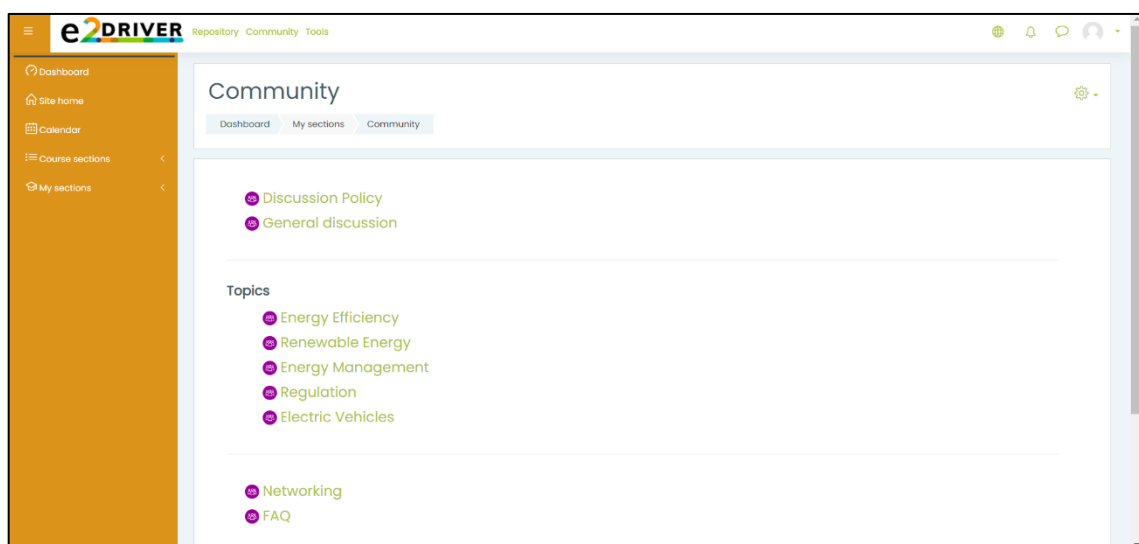 e2DRIVER Repository Community Tools
Dashboard
Site home
Calendar
Course sections
My sections
Community
Dashboard My sections Community
Discussion Policy
General discussion
Topics
Energy Efficiency
Renewable Energy
Energy Management
Regulation
Electric Vehicles
Networking
FAQ